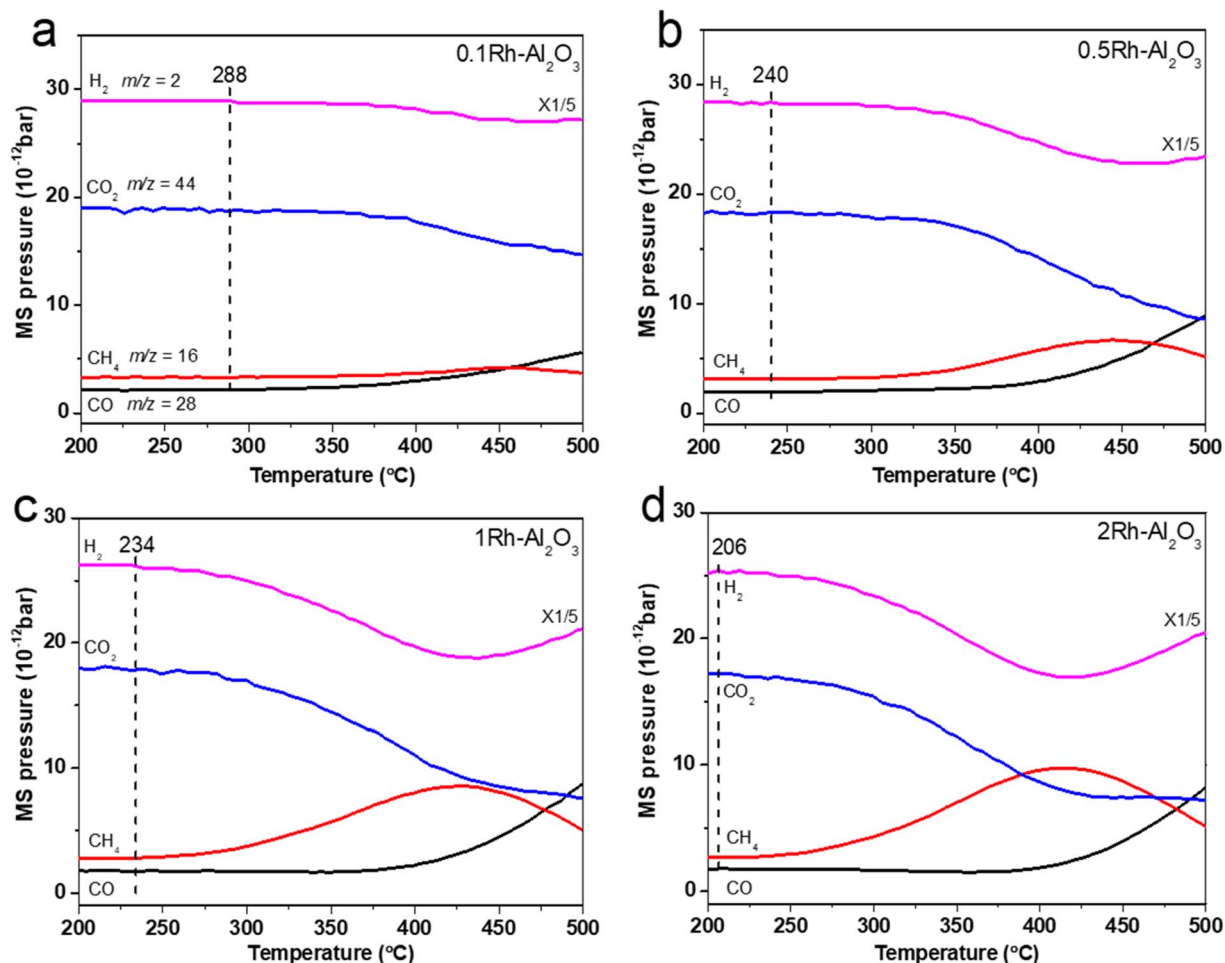 a
0.1Rh-Al₂O₃
H₂ m/z = 2
288
X1/5
CO₂ m/z = 44
CH₄ m/z = 16
CO m/z = 28
MS pressure (10⁻¹²bar)
30
20
10
0
200 250 300 350 400 450 500
Temperature (°C)
b
0.5Rh-Al₂O₃
H₂
240
X1/5
CO₂
CH₄
CO
MS pressure (10⁻¹²bar)
30
20
10
0
200 250 300 350 400 450 500
Temperature (°C)
c
1Rh-Al₂O₃
H₂
234
X1/5
CO₂
CH₄
CO
MS pressure (10⁻¹²bar)
30
20
10
0
200 250 300 350 400 450 500
Temperature (°C)
d
2Rh-Al₂O₃
206
H₂
X1/5
CO₂
CH₄
CO
MS pressure (10⁻¹²bar)
30
20
10
0
200 250 300 350 400 450 500
Temperature (°C)